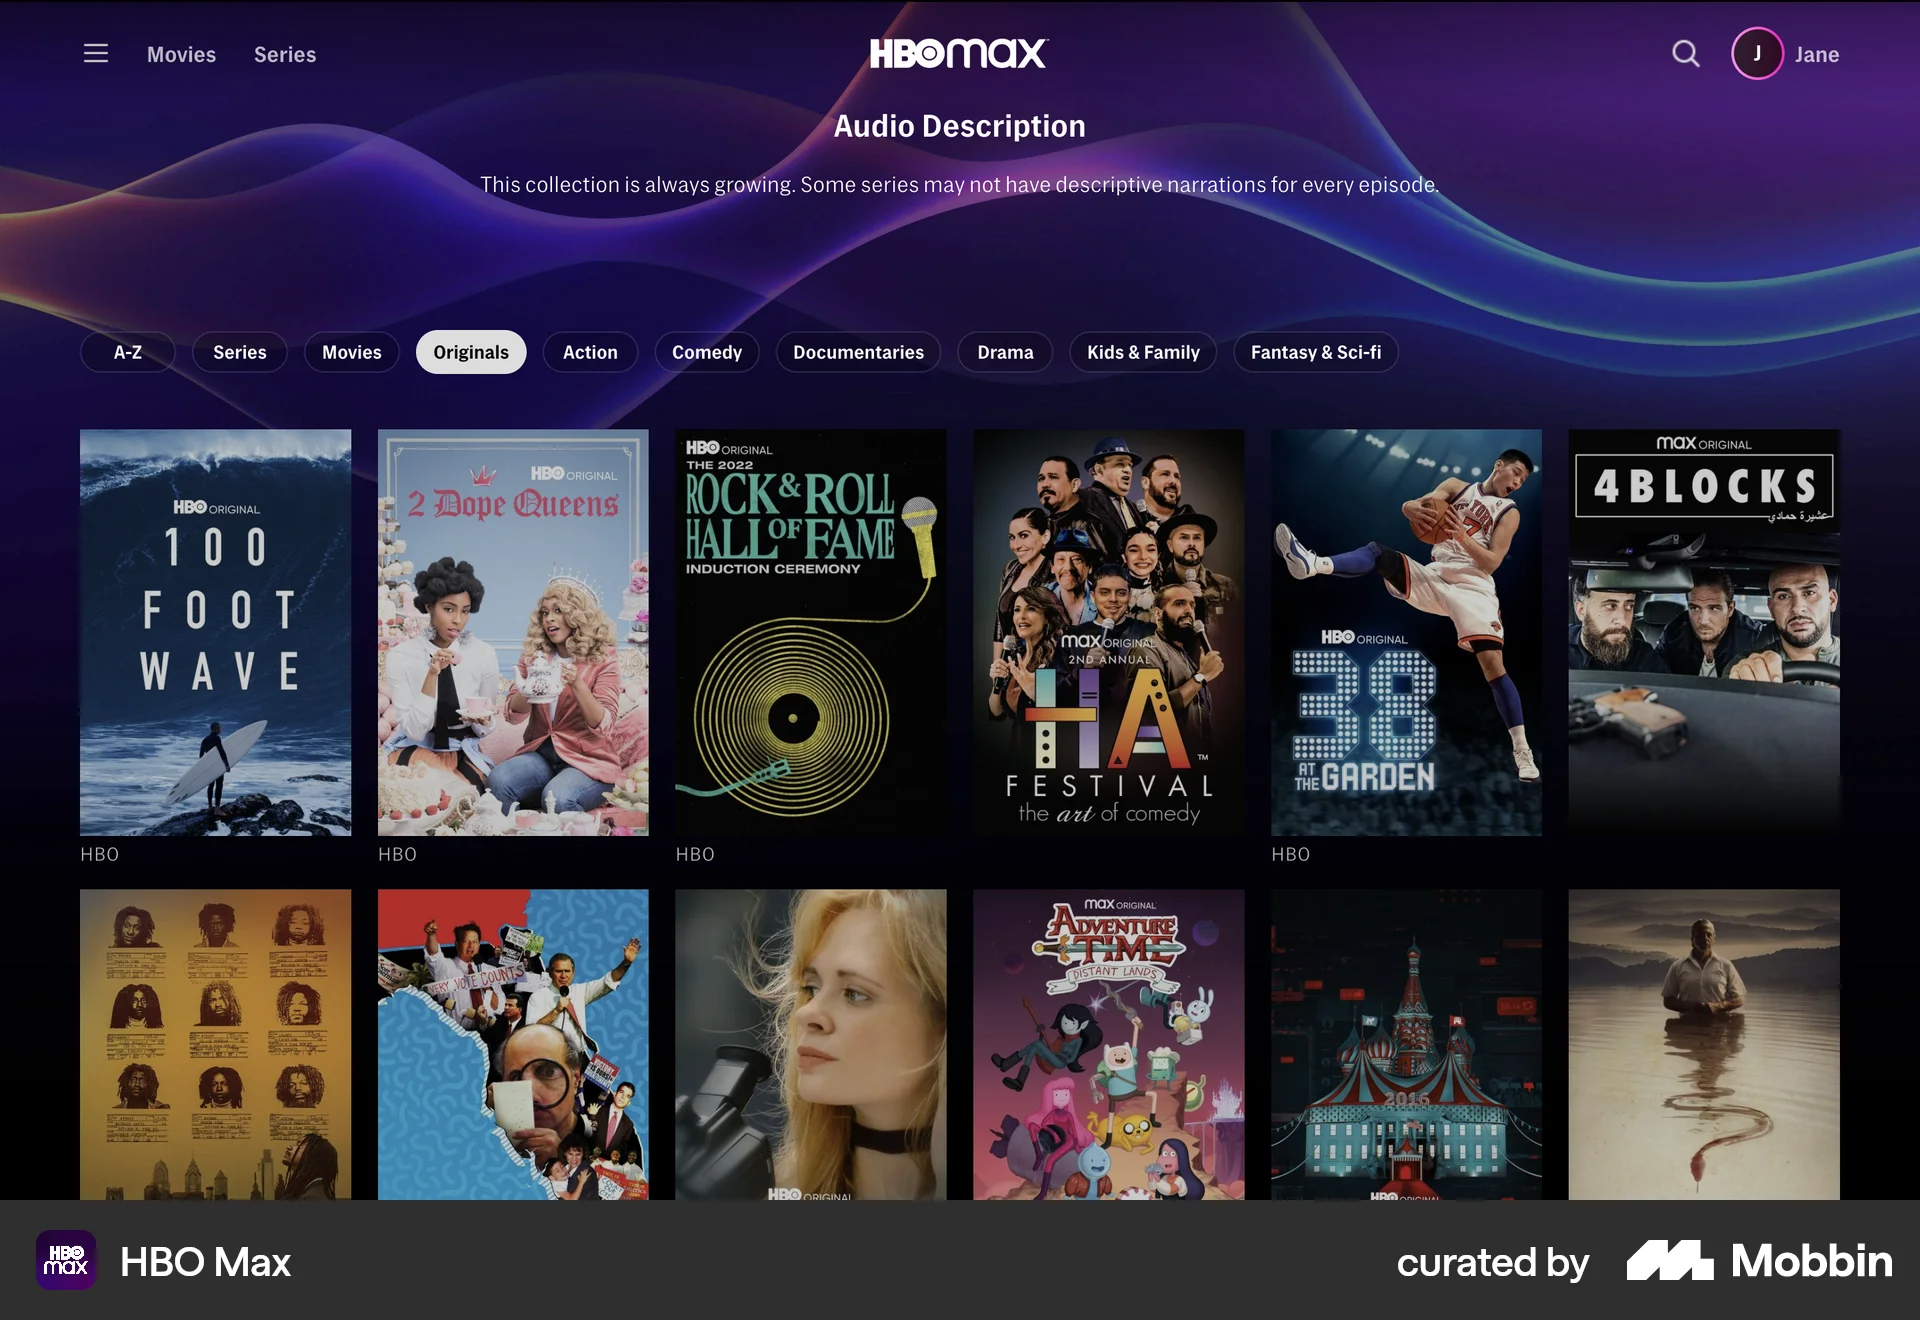 Movies
Series
HBOmax
J
Jane
Audio Description
This collection is always growing. Some series may not have descriptive narrations for every episode.
A-Z
Series
Movies
Originals
Action
Comedy
Documentaries
Drama
Kids & Family
Fantasy & Sci-fi
HBO ORIGINAL
100
FOOT
WAVE
HBO ORIGINAL
2 Dope Queens
HBO ORIGINAL
THE 2022
ROCK & ROLL
HALL OF FAME
INDUCTION CEREMONY
max ORIGINAL
2ND ANNUAL
HA
FESTIVAL
the art of comedy
HBO ORIGINAL
38
AT THE GARDEN
max ORIGINAL
4BLOCKS
عشيرة حمادي
HBO
HBO
HBO
HBO
VERY VOTE COUNTS
HBO ORIGINAL
max ORIGINAL
ADVENTURE
TIME
DISTANT LANDS
2016
HBO ORIGINAL
HBO max
HBO Max
curated by
Mobbin